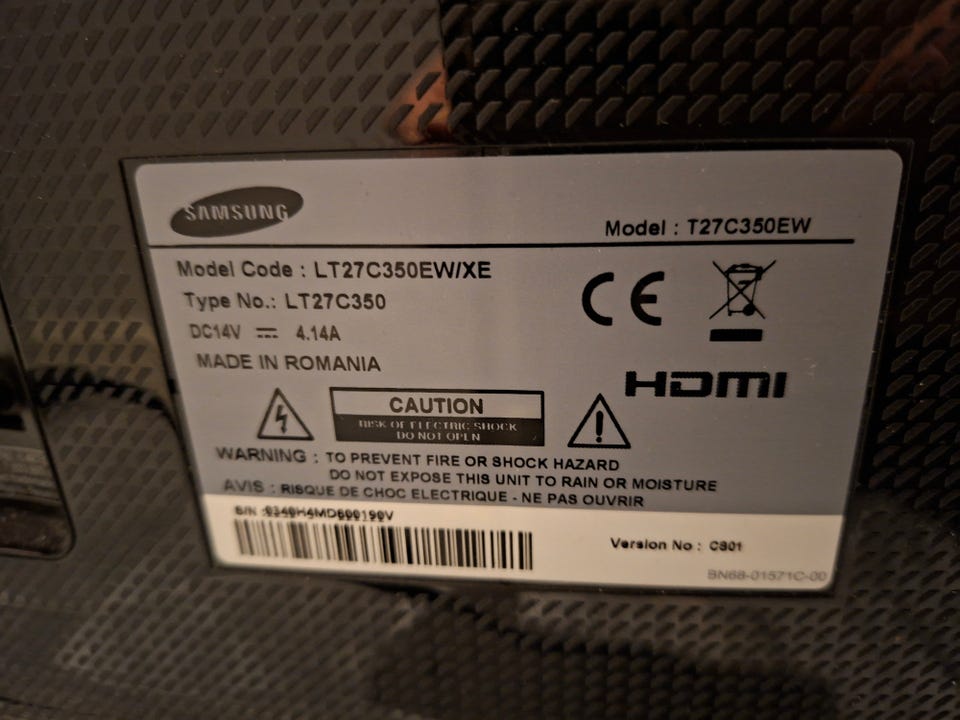 SAMSUNG
Model : T27C350EW
Model Code : LT27C350EW/XE
Type No.: LT27C350
DC14V ⎓ 4.14A
MADE IN ROMANIA
CE
HDMI
CAUTION
RISK OF ELECTRIC SHOCK
DO NOT OPEN
WARNING : TO PREVENT FIRE OR SHOCK HAZARD
DO NOT EXPOSE THIS UNIT TO RAIN OR MOISTURE
AVIS : RISQUE DE CHOC ELECTRIQUE - NE PAS OUVRIR
S/N :
Version No : CS01
BN68-01571C-00